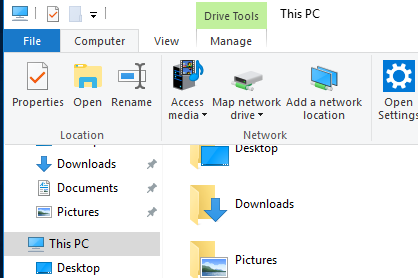 Drive Tools
This PC
File
Computer
View
Manage
Properties
Open
Rename
Access
media
Map network
drive
Add a network
location
Open
Settings
Location
Network
Downloads
Documents
Pictures
This PC
Desktop
Desktop
Downloads
Pictures